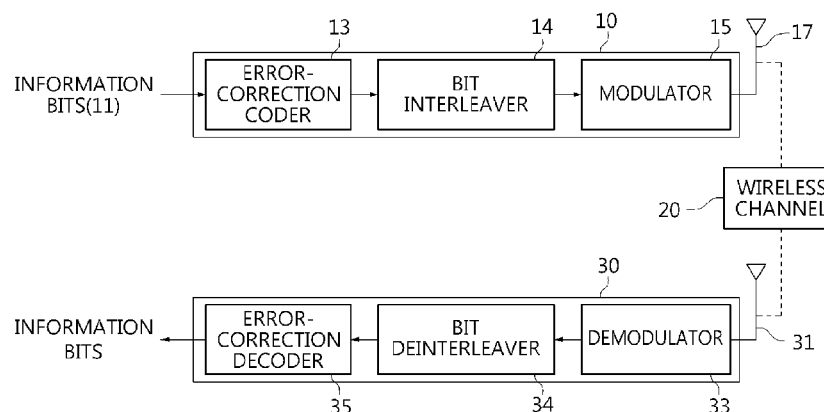 13
14
10
15
17
INFORMATION
BITS(11)
ERROR-
CORRECTION
CODER
BIT
INTERLEAVER
MODULATOR
WIRELESS
CHANNEL
20
30
INFORMATION
BITS
ERROR-
CORRECTION
DECODER
BIT
DEINTERLEAVER
DEMODULATOR
31
35
34
33